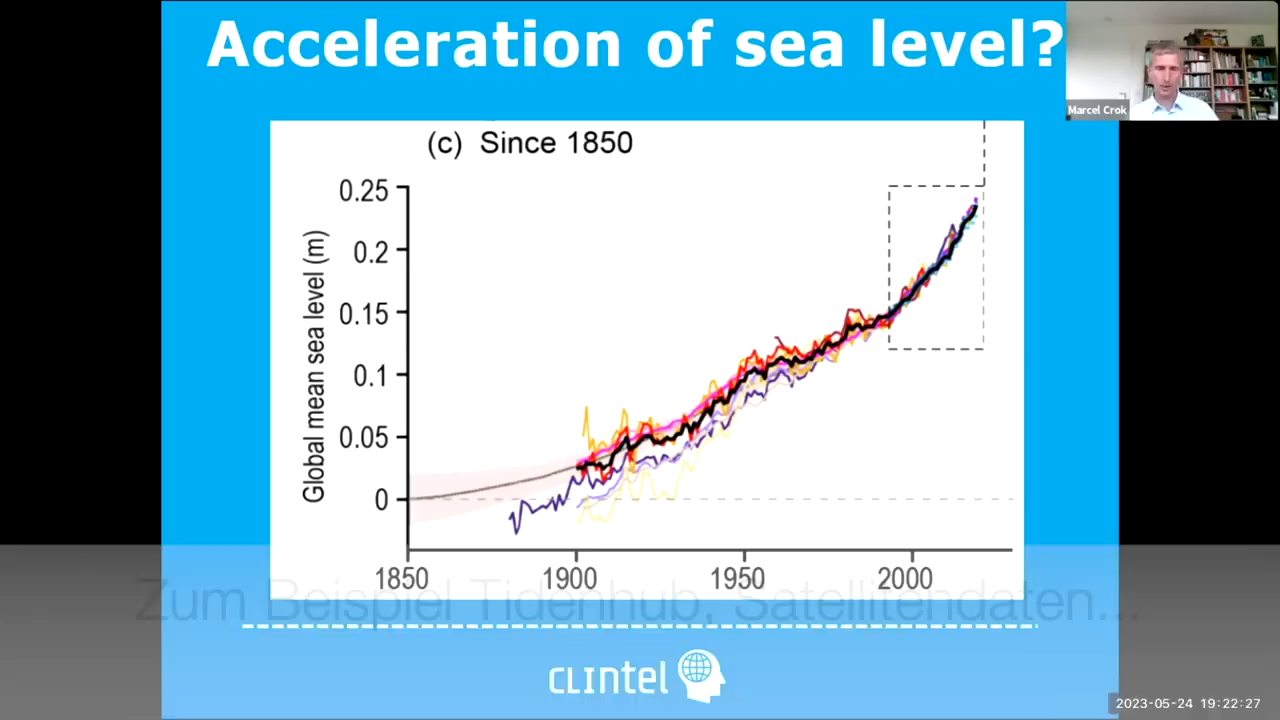 Acceleration of sea level?
Marcel Crok
(c) Since 1850
Global mean sea level (m)
0.25
0.2
0.15
0.1
0.05
0
1850 1900 1950 2000
Zum Beispiel Tidenhub, Satellitendaten...
CLINTEL
2023-05-24 19:22:27